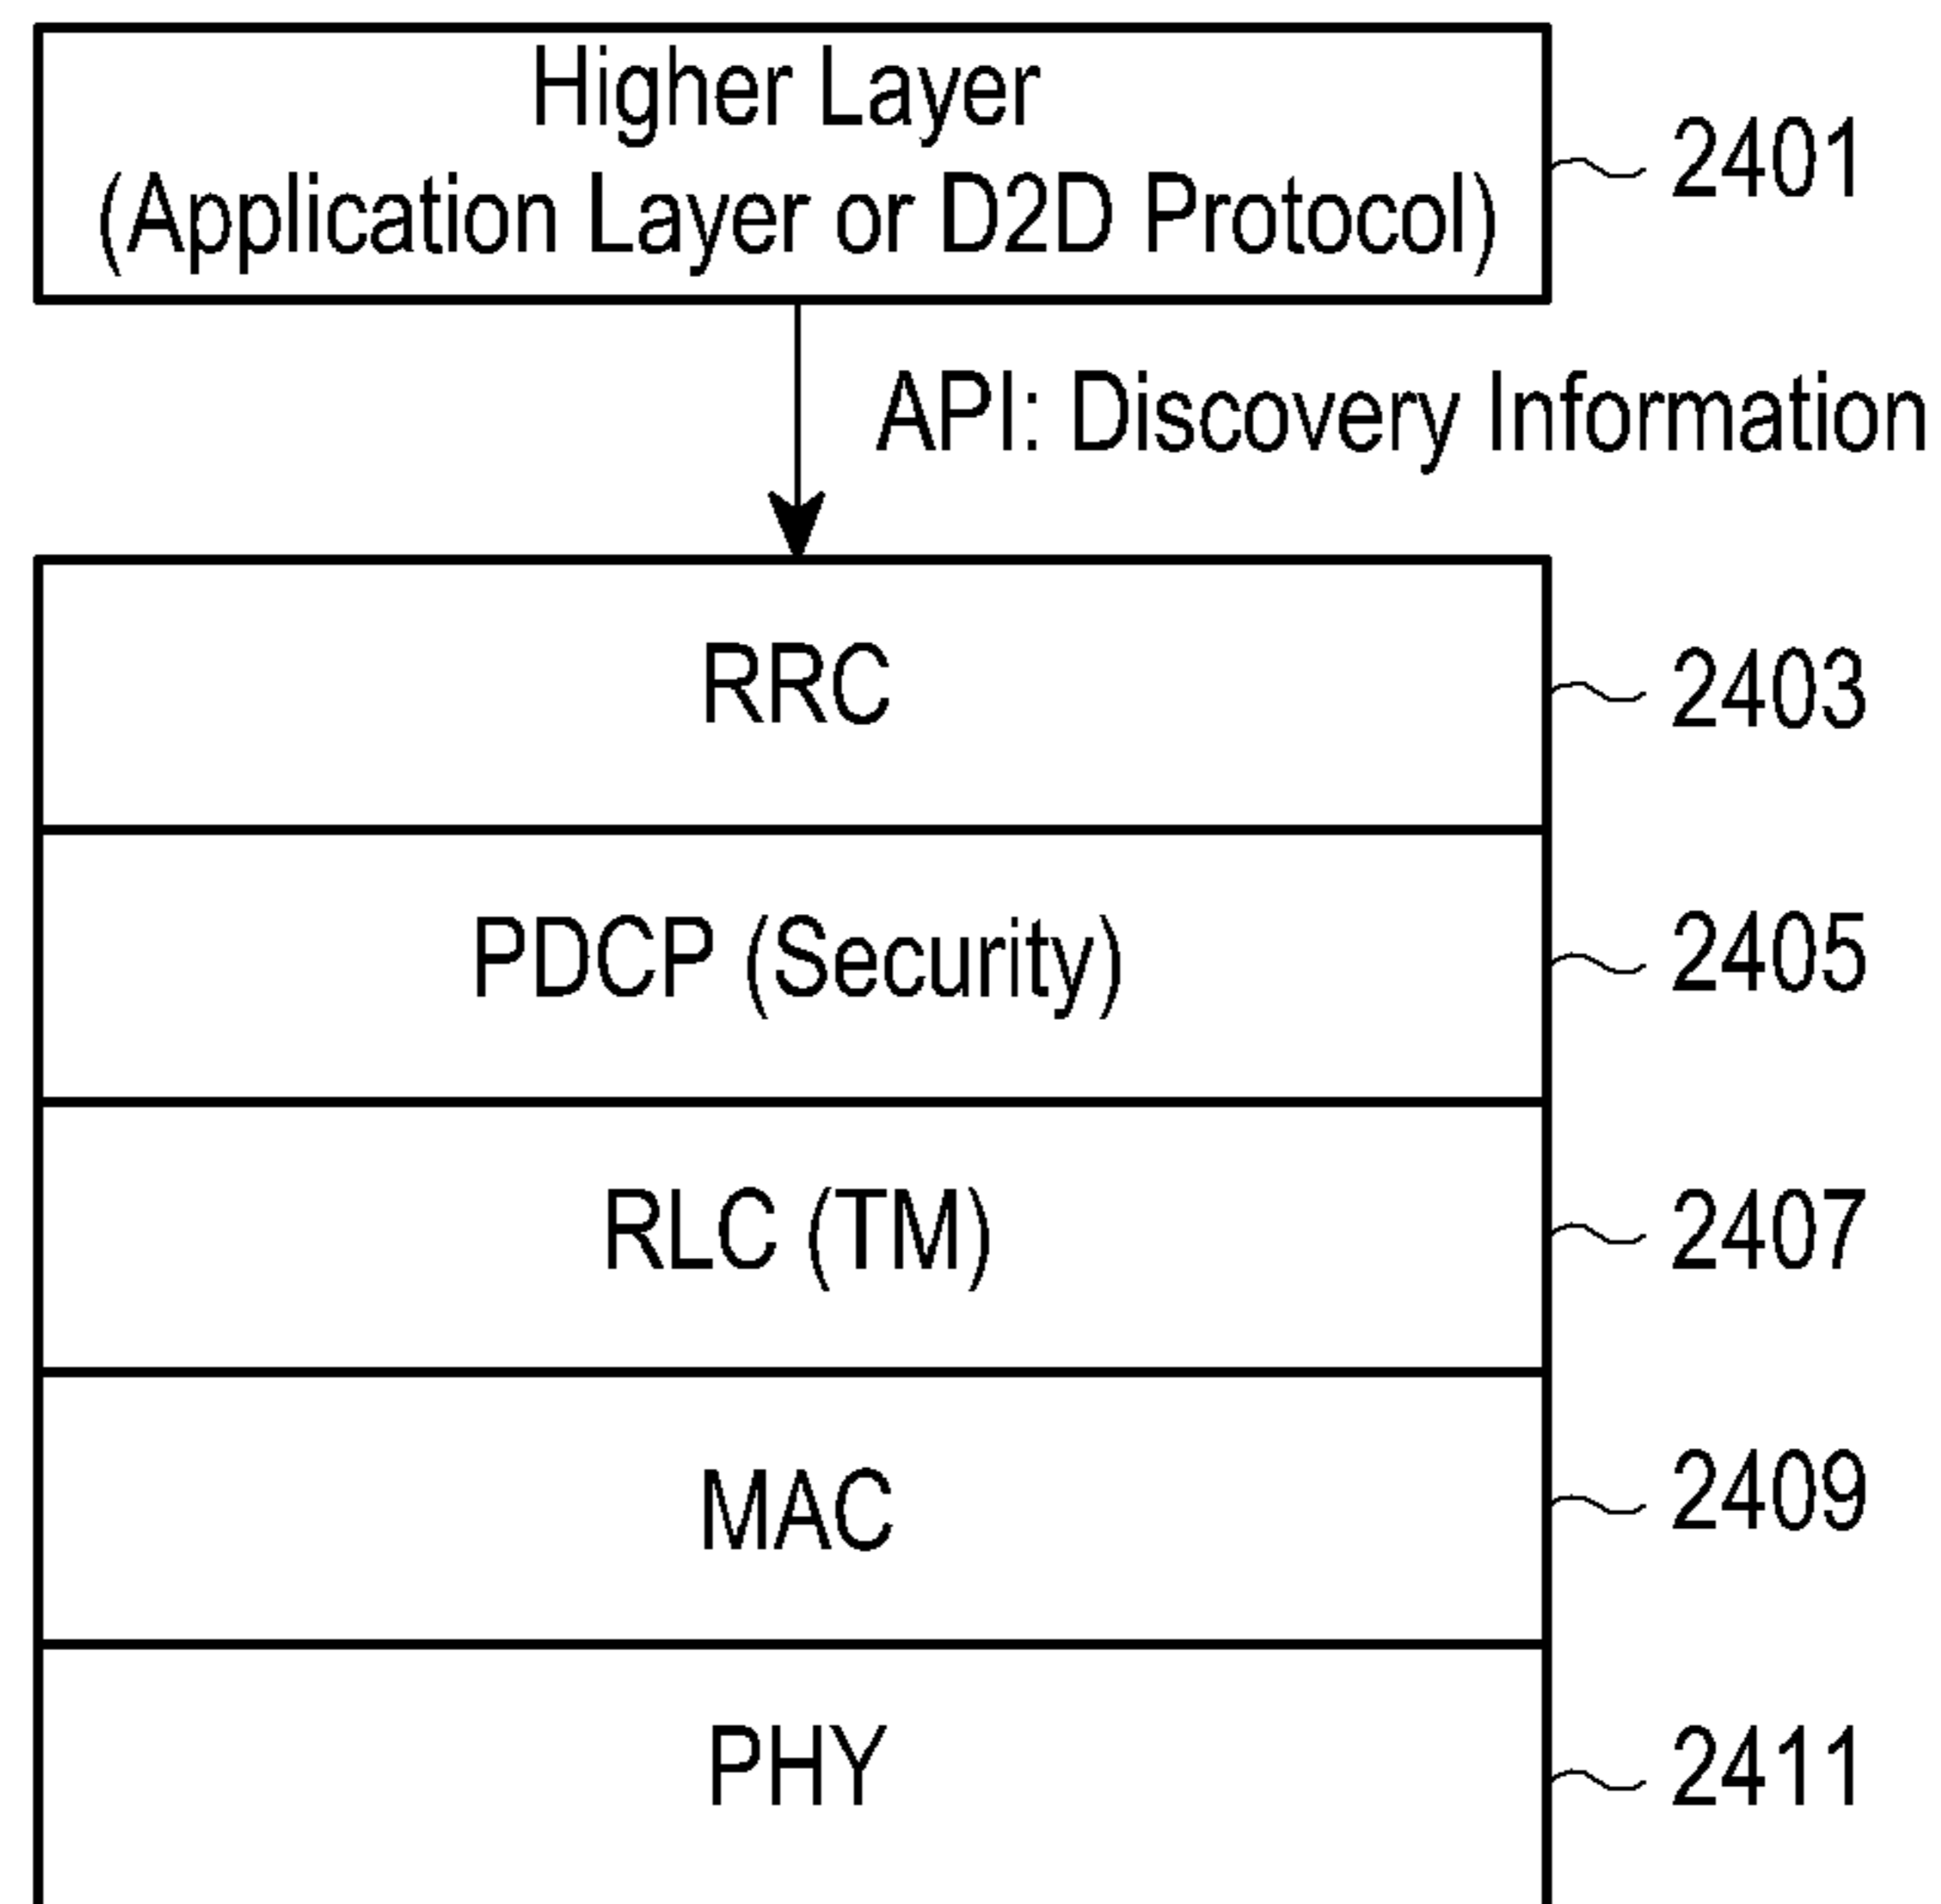 Higher Layer
(Application Layer or D2D Protocol)
2401
API: Discovery Information
RRC
2403
PDCP (Security)
2405
RLC (TM)
2407
MAC
2409
PHY
2411